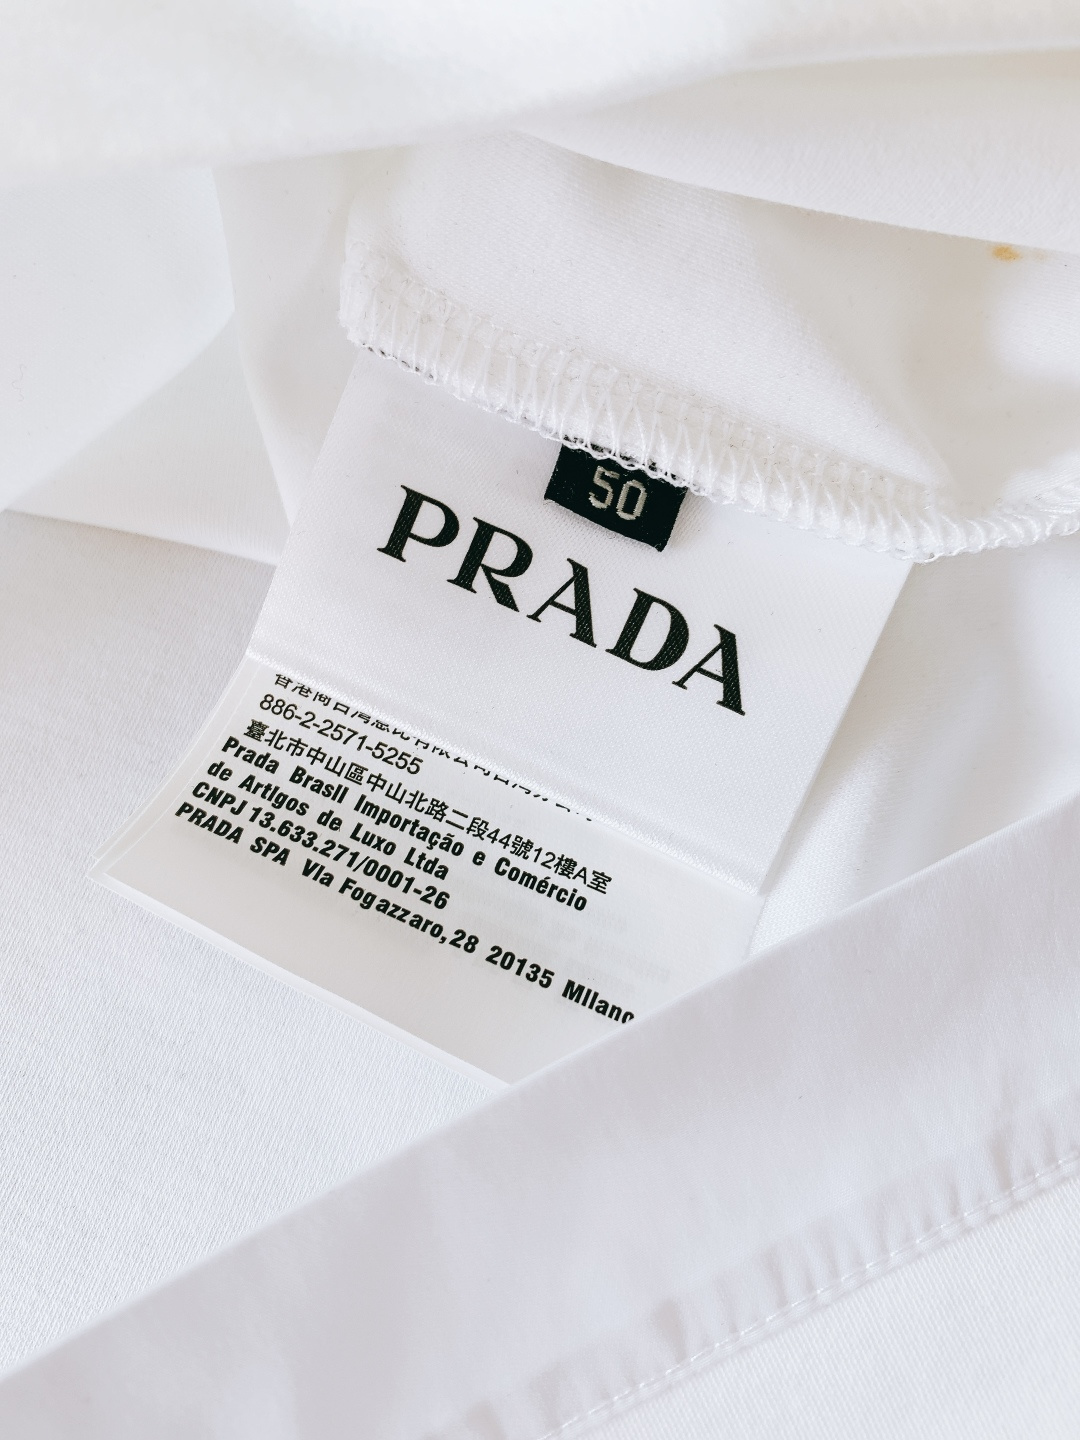 50
PRADA
886-2-2571-5255
臺北市中山區中山北路二段44號12樓A室
Prada Brasil Importação e Comércio
de Artigos de Luxo Ltda
CNPJ 13.633.271/0001-26
PRADA SPA Via Fogazzaro,28 20135 Milano